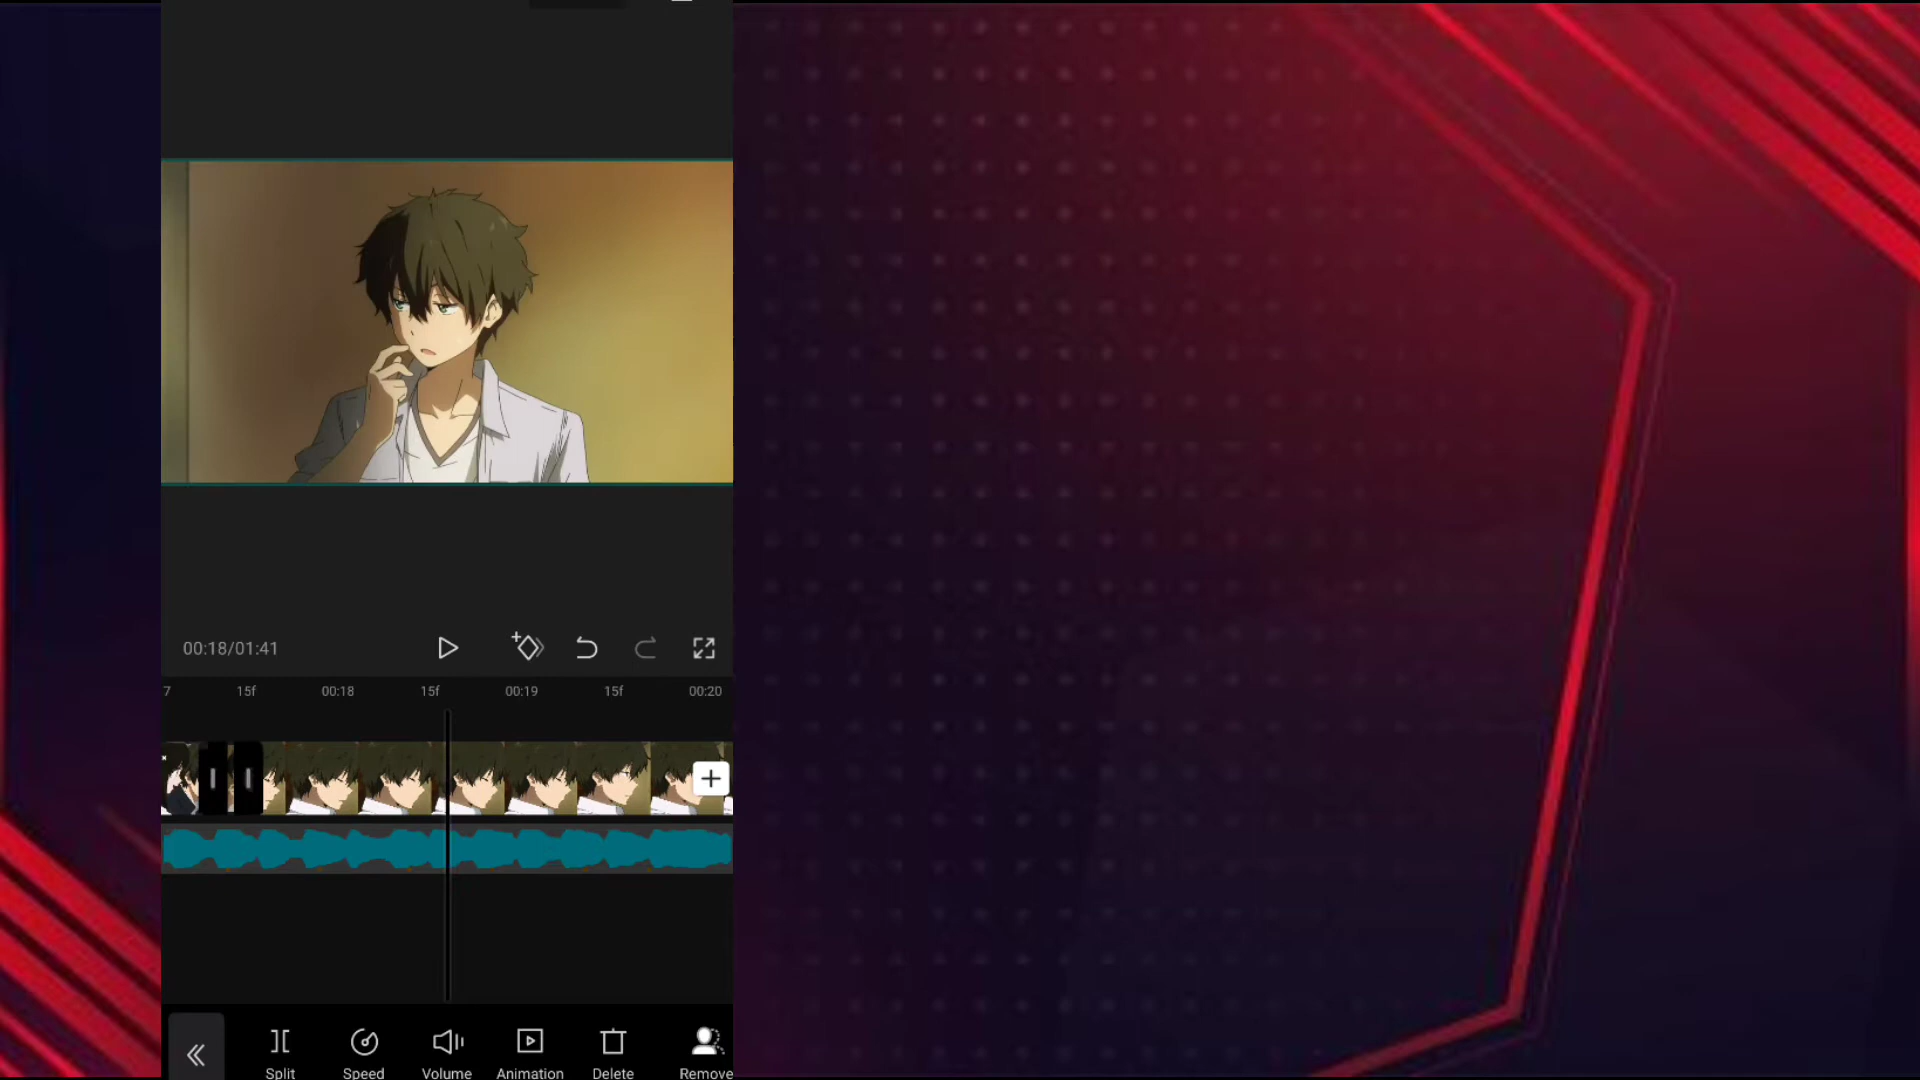 00:18/01:41
7 15f 00:18 15f 00:19 15f 00:20
Split Speed Volume Animation Delete Remove